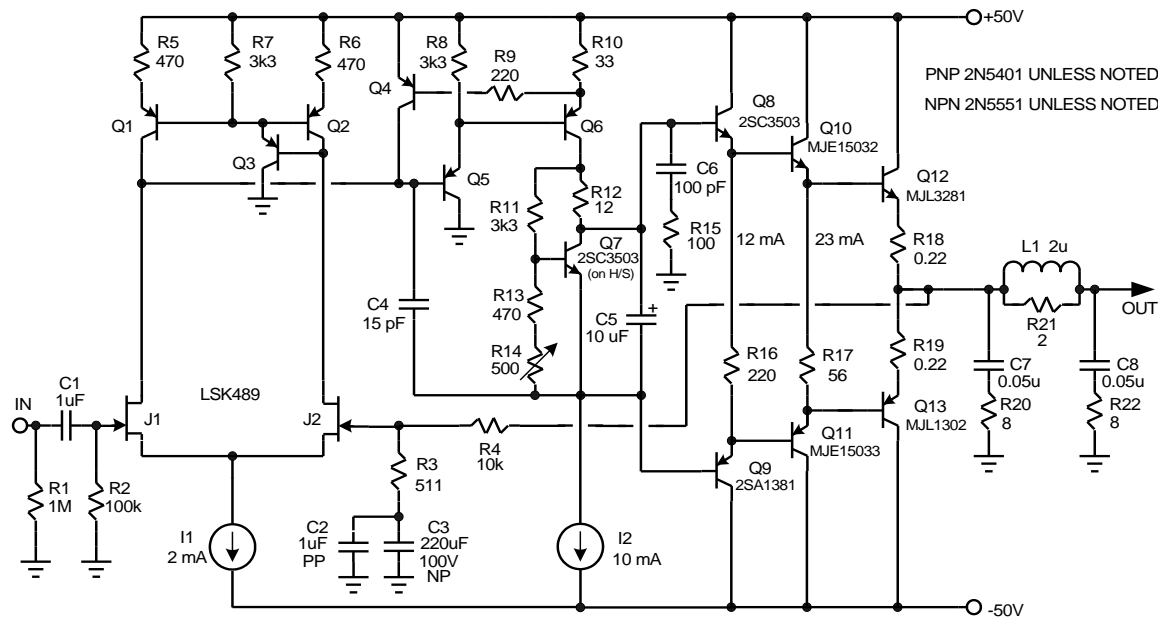 +50V
R5
470
R7
3k3
R6
470
R8
3k3
R9
220
R10
33
PNP 2N5401 UNLESS NOTED
NPN 2N5551 UNLESS NOTED
Q1
Q2
Q3
Q4
Q5
Q6
Q8
2SC3503
Q10
MJE15032
Q12
MJL3281
C6
100 pF
R15
100
R11
3k3
R12
12
Q7
2SC3503
(on H/S)
12 mA
23 mA
R18
0.22
L1 2u
R21
2
OUT
C4
15 pF
R13
470
R14
500
C5
10 uF
+
R16
220
R17
56
R19
0.22
C7
0.05u
R20
8
C8
0.05u
R22
8
IN
C1
1uF
J1
LSK489
J2
R4
10k
R3
511
Q9
2SA1381
Q11
MJE15033
Q13
MJL1302
R1
1M
R2
100k
I1
2 mA
C2
1uF
PP
C3
220uF
100V
NP
I2
10 mA
-50V